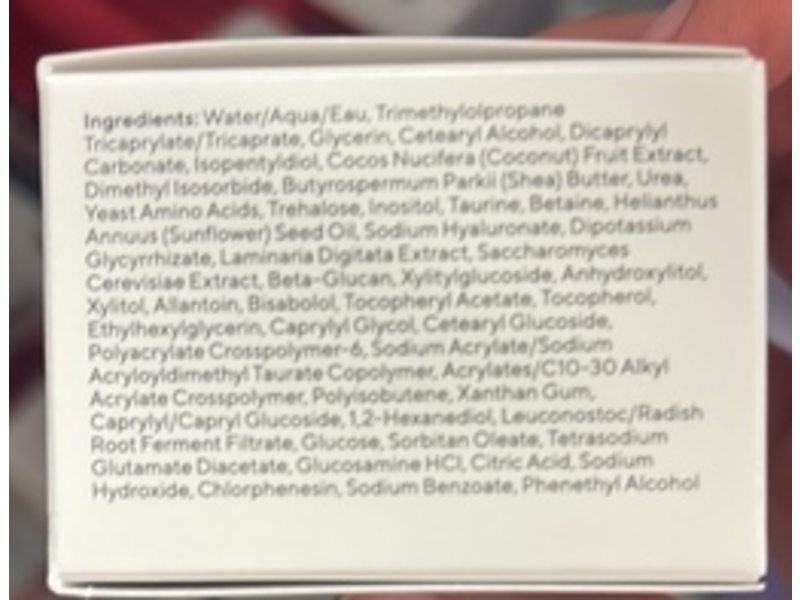 Ingredients: Water/Aqua/Eau, Trimethylolpropane
Tricaprylate/Tricaprate, Glycerin, Cetearyl Alcohol, Dicaprylyl
Carbonate, Isopentyldiol, Cocos Nucifera (Coconut) Fruit Extract,
Dimethyl Isosorbide, Butyrospermum Parkii (Shea) Butter, Urea,
Yeast Amino Acids, Trehalose, Inositol, Taurine, Betaine, Helianthus
Annuus (Sunflower) Seed Oil, Sodium Hyaluronate, Dipotassium
Glycyrrhizate, Laminaria Digitata Extract, Saccharomyces
Cerevisiae Extract, Beta-Glucan, Xylitylglucoside, Anhydroxylitol,
Xylitol, Allantoin, Bisabolol, Tocopheryl Acetate, Tocopherol,
Ethylhexylglycerin, Caprylyl Glycol, Cetearyl Glucoside,
Polyacrylate Crosspolymer-6, Sodium Acrylate/Sodium
Acryloyldimethyl Taurate Copolymer, Acrylates/C10-30 Alkyl
Acrylate Crosspolymer, Polyisobutene, Xanthan Gum,
Caprylyl/Capryl Glucoside, 1,2-Hexanediol, Leuconostoc/Radish
Root Ferment Filtrate, Glucose, Sorbitan Oleate, Tetrasodium
Glutamate Diacetate, Glucosamine HCl, Citric Acid, Sodium
Hydroxide, Chlorphenesin, Sodium Benzoate, Phenethyl Alcohol